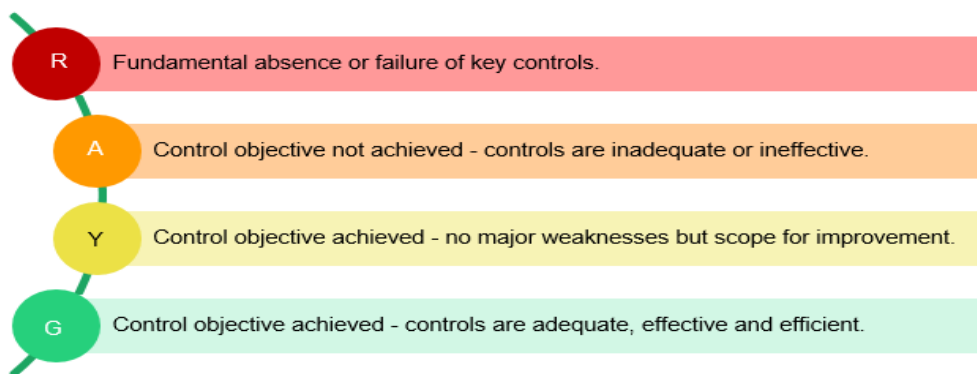 R
Fundamental absence or failure of key controls.
A
Control objective not achieved - controls are inadequate or ineffective.
Y
Control objective achieved - no major weaknesses but scope for improvement.
G
Control objective achieved - controls are adequate, effective and efficient.